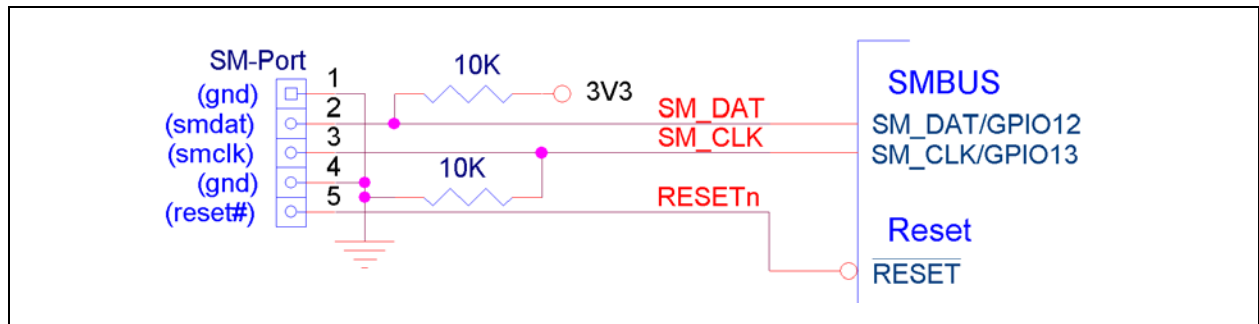 SM-Port
(gnd)
1
(smdat)
2
(smclk)
3
(gnd)
4
(reset#)
5
10K
3V3
10K
SM_DAT
SM_CLK
RESETn
SMBUS
SM_DAT/GPIO12
SM_CLK/GPIO13
Reset
RESET